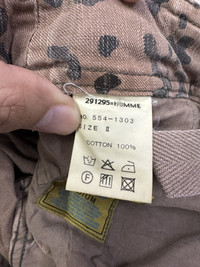 291295=HOMME
NO. 554-1303
SIZE II
COTTON 100%
F